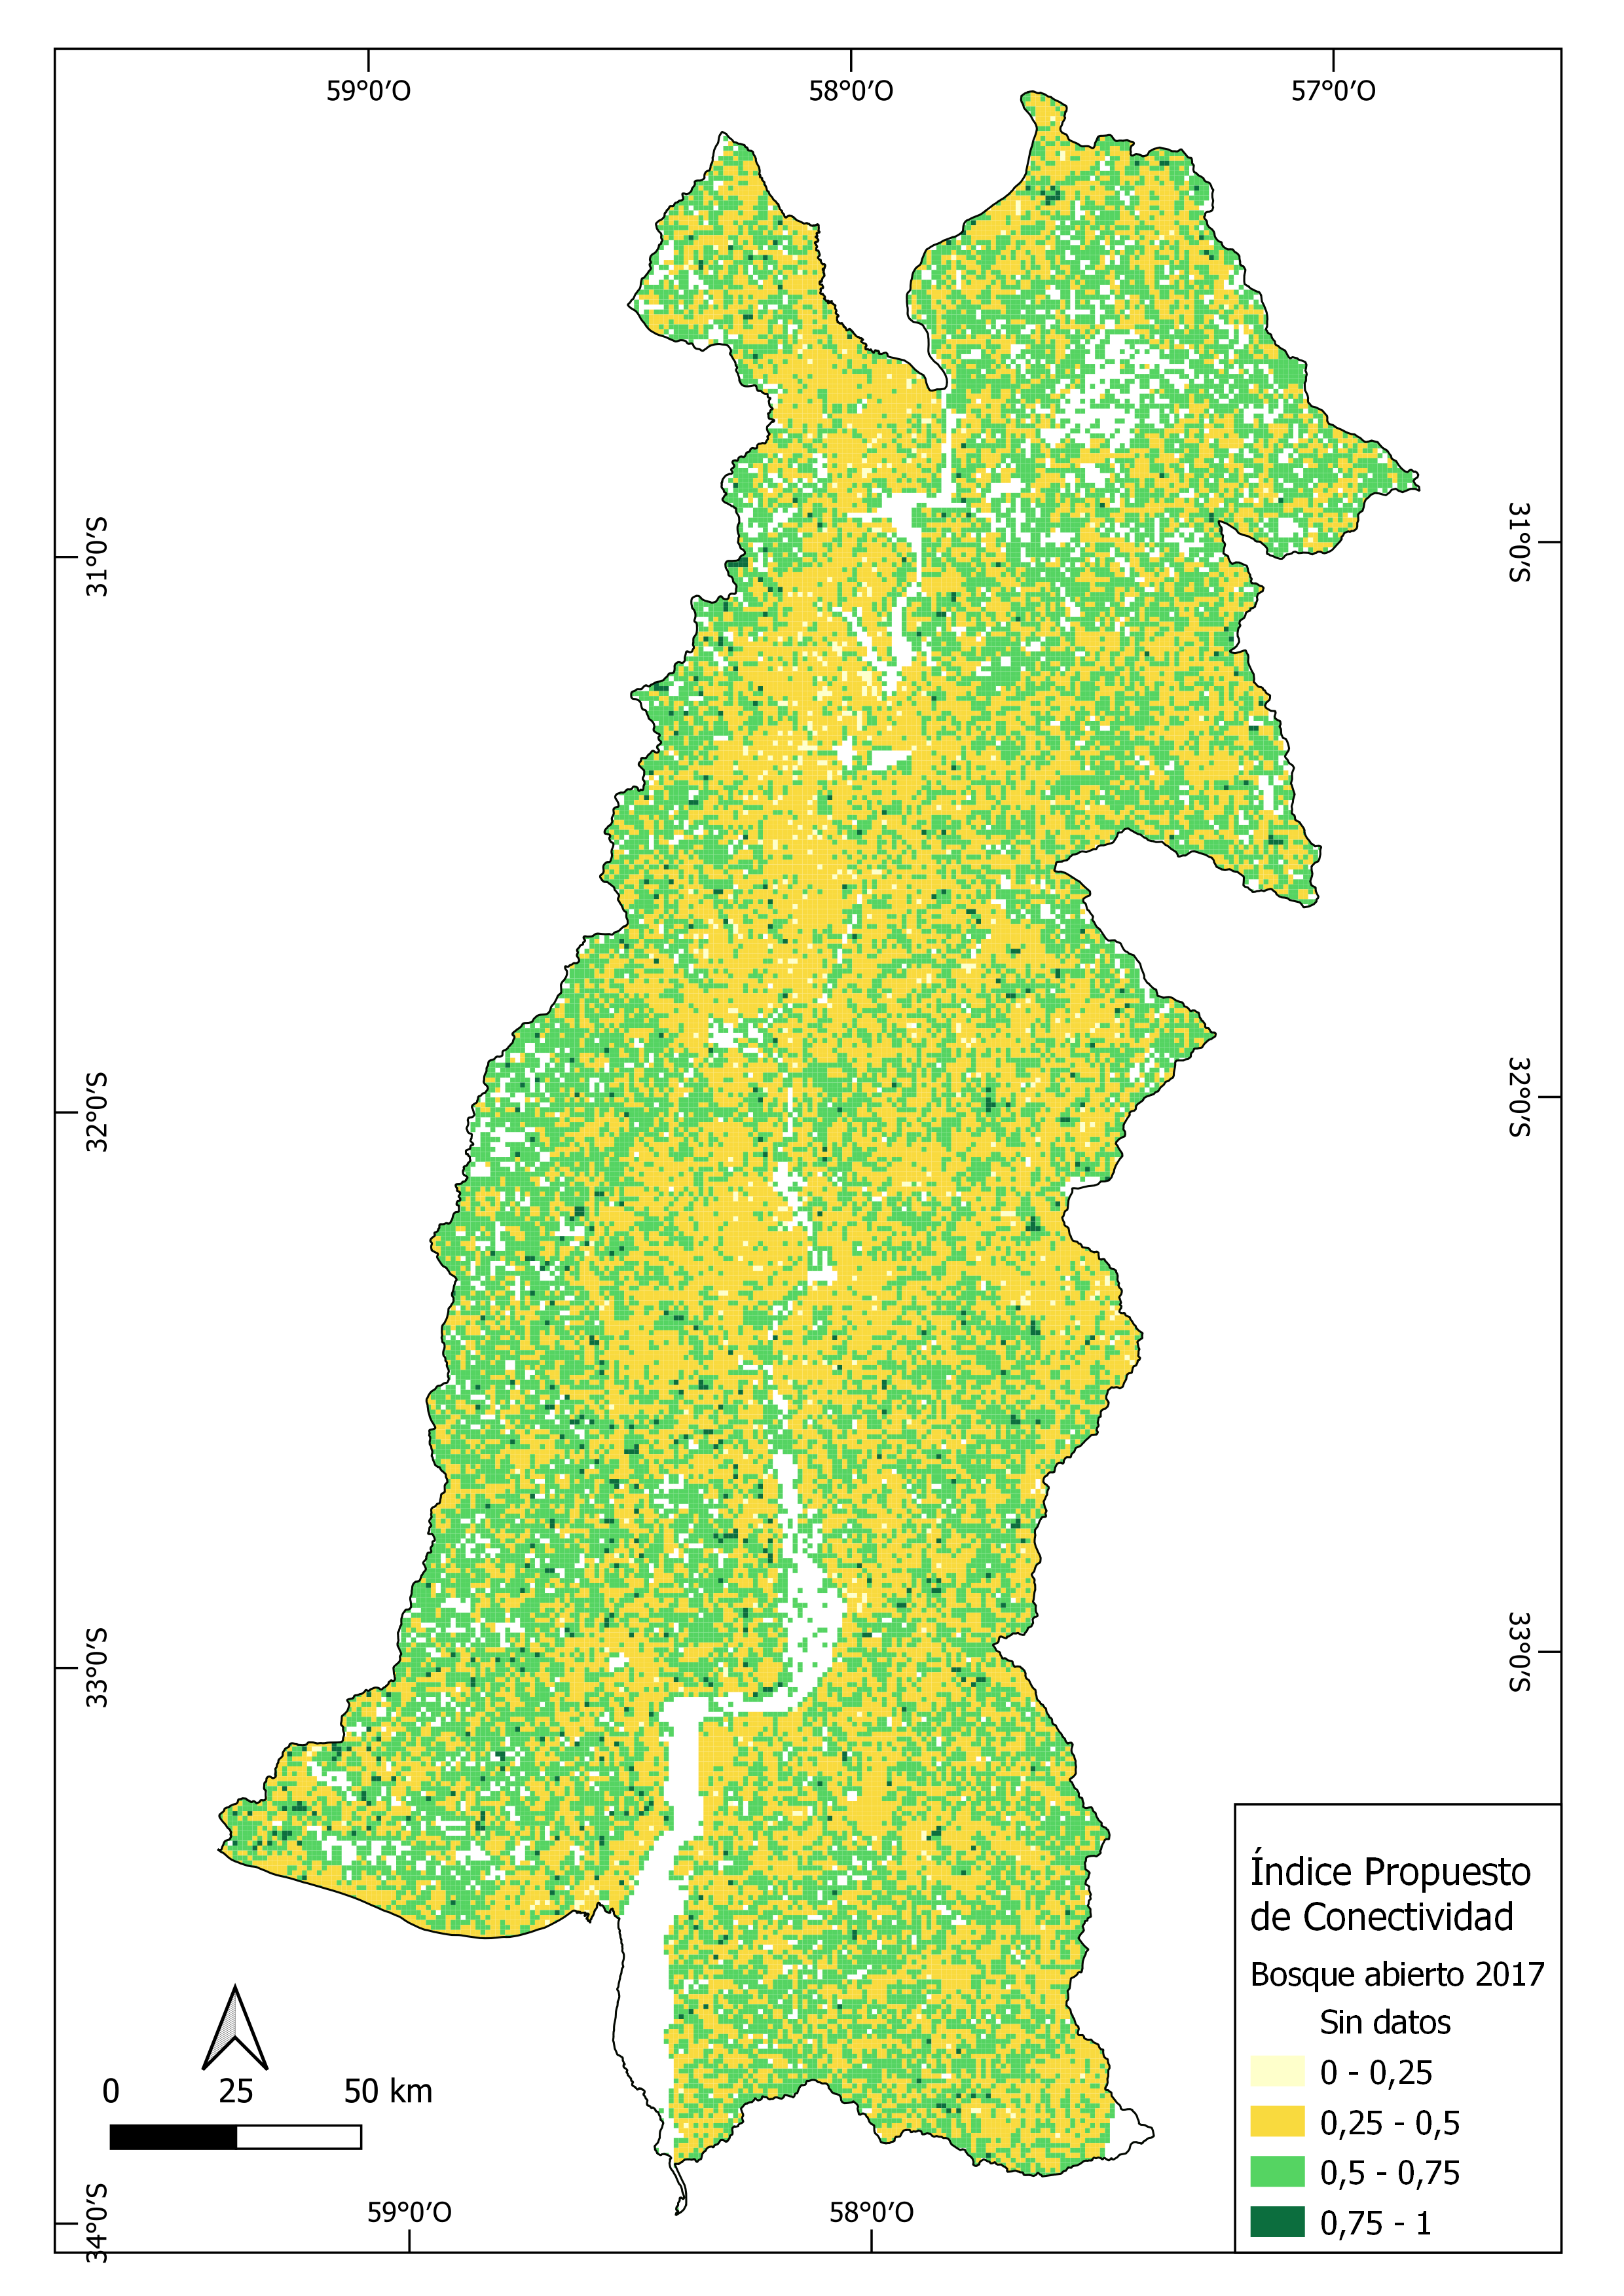 59°0′O 58°0′O 57°0′O
31°0′S 31°0′S
32°0′S 32°0′S
33°0′S 33°0′S
34°0′S
Índice Propuesto
de Conectividad
Bosque abierto 2017
Sin datos
0 - 0,25
0,25 - 0,5
0,5 - 0,75
0,75 - 1
0 25 50 km
59°0′O 58°0′O